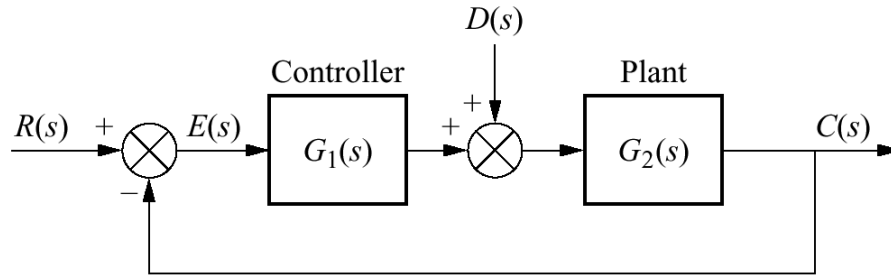 D(s)
Controller
Plant
R(s) + E(s) G₁(s) + + G₂(s) C(s)
−